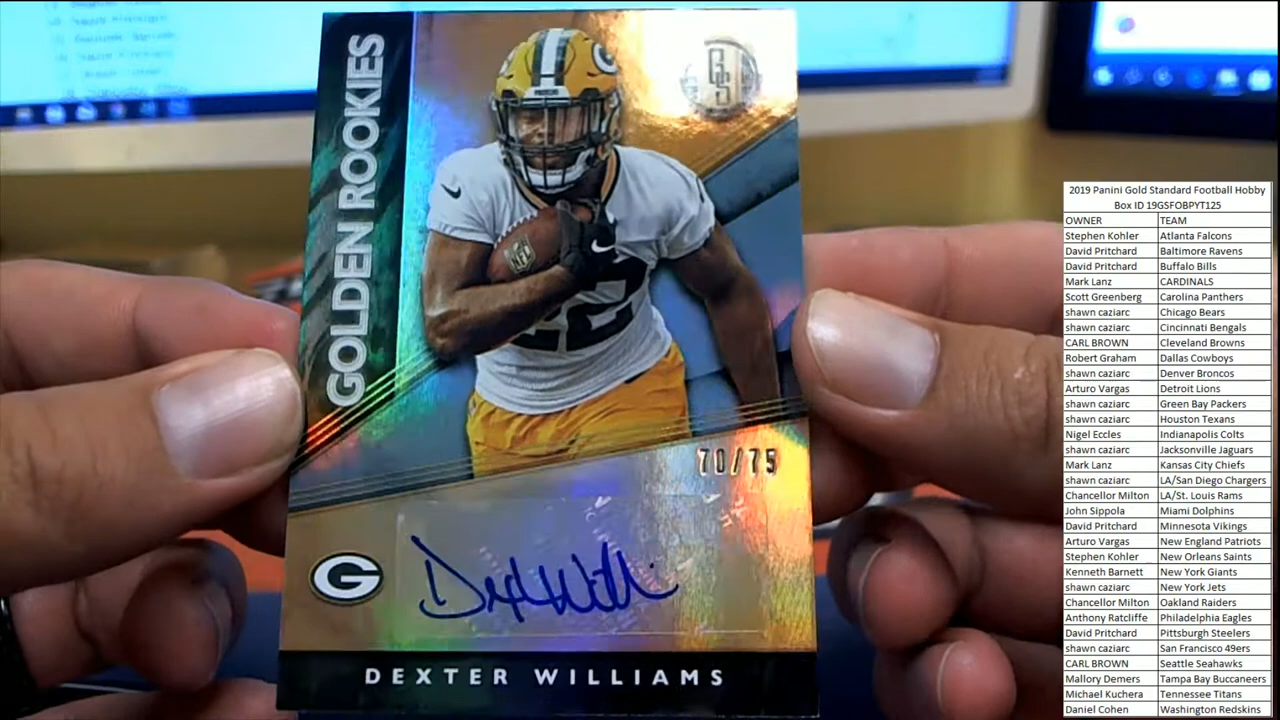 GOLDEN ROOKIES
GS
G
NFL
22
70/75
G
Dex Will
DEXTER WILLIAMS
2019 Panini Gold Standard Football Hobby
Box ID 19GSFOBPYT125
OWNER TEAM
Stephen Kohler Atlanta Falcons
David Pritchard Baltimore Ravens
David Pritchard Buffalo Bills
Mark Lanz CARDINALS
Scott Greenberg Carolina Panthers
shawn caziarc Chicago Bears
shawn caziarc Cincinnati Bengals
CARL BROWN Cleveland Browns
Robert Graham Dallas Cowboys
shawn caziarc Denver Broncos
Arturo Vargas Detroit Lions
shawn caziarc Green Bay Packers
shawn caziarc Houston Texans
Nigel Eccles Indianapolis Colts
shawn caziarc Jacksonville Jaguars
Mark Lanz Kansas City Chiefs
shawn caziarc LA/San Diego Chargers
Chancellor Milton LA/St. Louis Rams
John Sippola Miami Dolphins
David Pritchard Minnesota Vikings
Arturo Vargas New England Patriots
Stephen Kohler New Orleans Saints
Kenneth Barnett New York Giants
shawn caziarc New York Jets
Chancellor Milton Oakland Raiders
Anthony Ratcliffe Philadelphia Eagles
David Pritchard Pittsburgh Steelers
shawn caziarc San Francisco 49ers
CARL BROWN Seattle Seahawks
Mallory Demers Tampa Bay Buccaneers
Michael Kuchera Tennessee Titans
Daniel Cohen Washington Redskins